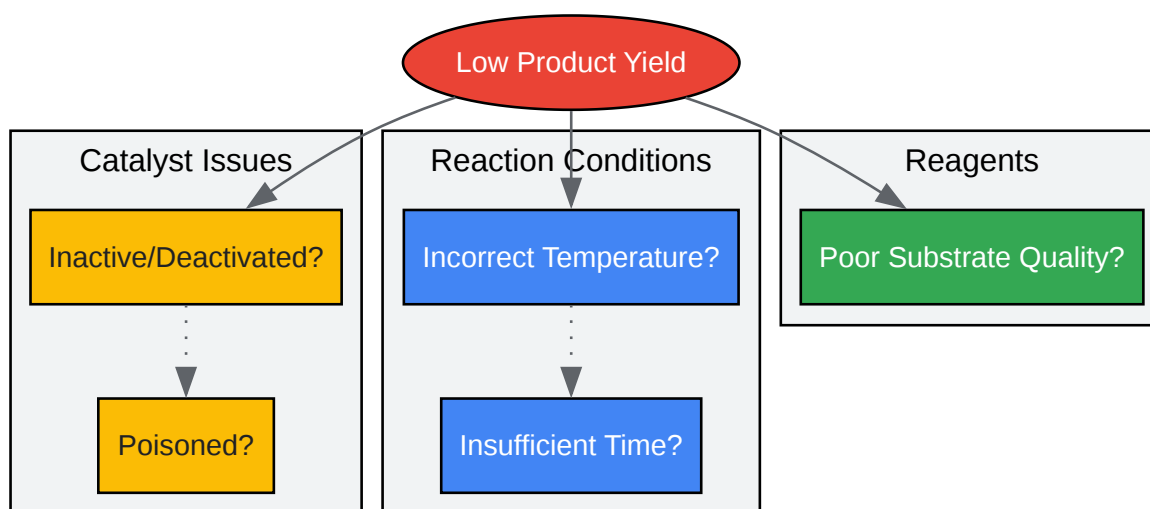 Low Product Yield
Catalyst Issues
Reaction Conditions
Reagents
Inactive/Deactivated?
Incorrect Temperature?
Poor Substrate Quality?
Poisoned?
Insufficient Time?